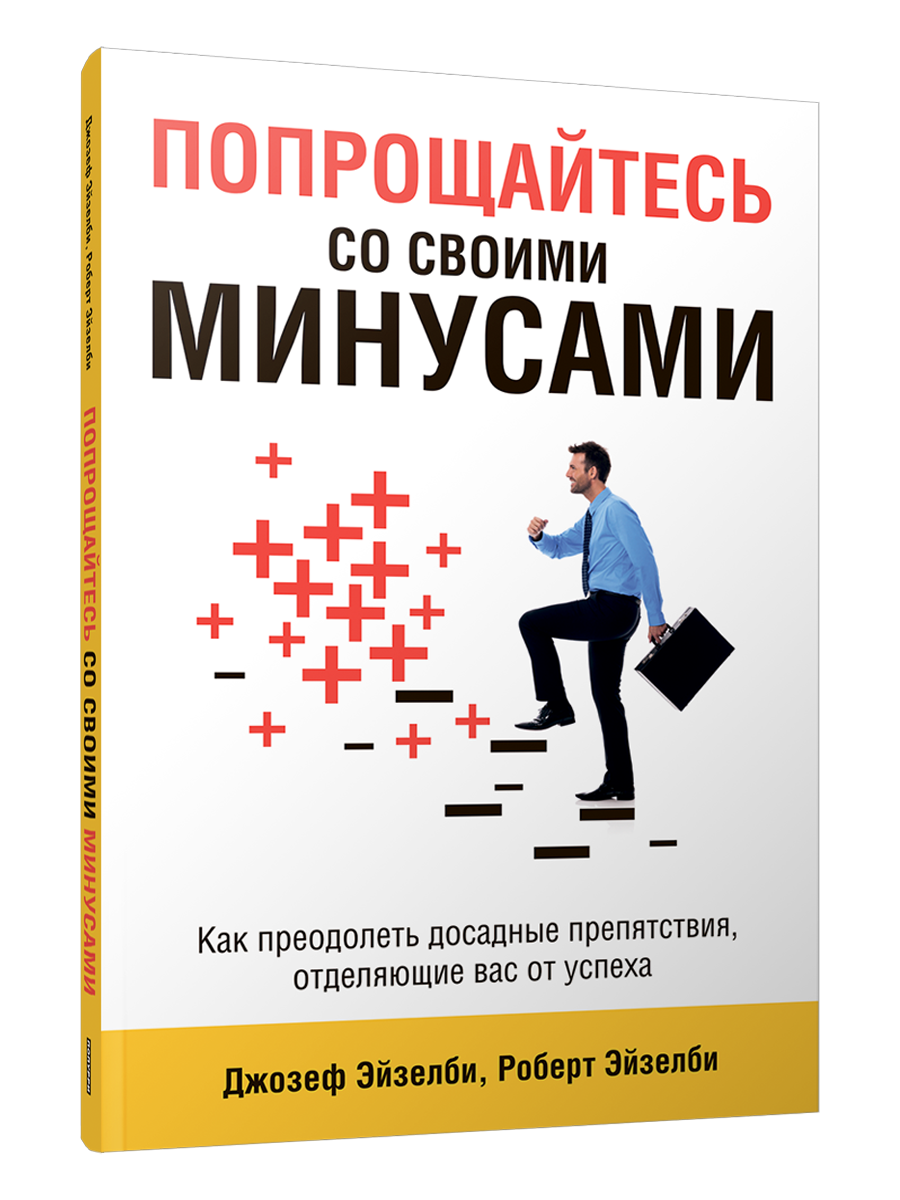 ПОПРОЩАЙТЕСЬ
СО СВОИМИ
МИНУСАМИ
Как преодолеть досадные препятствия,
отделяющие вас от успеха
Джозеф Эйзелби, Роберт Эйзелби
Джозеф Эйзелби, Роберт Эйзелби
ПОПРОЩАЙТЕСЬ СО СВОИМИ МИНУСАМИ
ПОПУРРИ